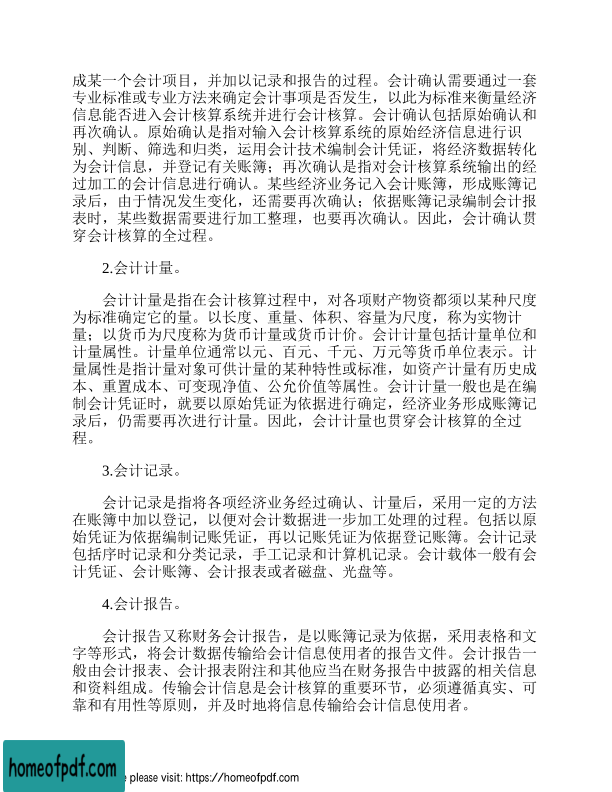 成某一个会计项目，并加以记录和报告的过程。会计确认需要通过一套
专业标准或专业方法来确定会计事项是否发生，以此为标准来衡量经济
信息能否进入会计核算系统并进行会计核算。会计确认包括原始确认和
再次确认。原始确认是指对输入会计核算系统的原始经济信息进行识
别、判断、筛选和归类，运用会计技术编制会计凭证，将经济数据转化
为会计信息，并登记有关账簿；再次确认是指对会计核算系统输出的经
过加工的会计信息进行确认。某些经济业务记入会计账簿，形成账簿记
录后，由于情况发生变化，还需要再次确认；依据账簿记录编制会计报
表时，某些数据需要进行加工整理，也要再次确认。因此，会计确认贯
穿会计核算的全过程。
2.会计计量。
会计计量是指在会计核算过程中，对各项财产物资都须以某种尺度
为标准确定它的量。以长度、重量、体积、容量为尺度，称为实物计
量；以货币为尺度称为货币计量或货币计价。会计计量包括计量单位和
计量属性。计量单位通常以元、百元、千元、万元等货币单位表示。计
量属性是指计量对象可供计量的某种特性或标准，如资产计量有历史成
本、重置成本、可变现净值、公允价值等属性。会计计量一般也是在编
制会计凭证时，就要以原始凭证为依据进行确定，经济业务形成账簿记
录后，仍需要再次进行计量。因此，会计计量也贯穿会计核算的全过
程。
3.会计记录。
会计记录是指将各项经济业务经过确认、计量后，采用一定的方法
在账簿中加以登记，以便对会计数据进一步加工处理的过程。包括以原
始凭证为依据编制记账凭证，再以记账凭证为依据登记账簿。会计记录
包括序时记录和分类记录，手工记录和计算机记录。会计载体一般有会
计凭证、会计账簿、会计报表或者磁盘、光盘等。
4.会计报告。
会计报告又称财务会计报告，是以账簿记录为依据，采用表格和文
字等形式，将会计数据传输给会计信息使用者的报告文件。会计报告一
般由会计报表、会计报表附注和其他应当在财务报告中披露的相关信息
和资料组成。传输会计信息是会计核算的重要环节，必须遵循真实、可
靠和有用性等原则，并及时地将信息传输给会计信息使用者。
homeofpdf.com
please visit: https://homeofpdf.com